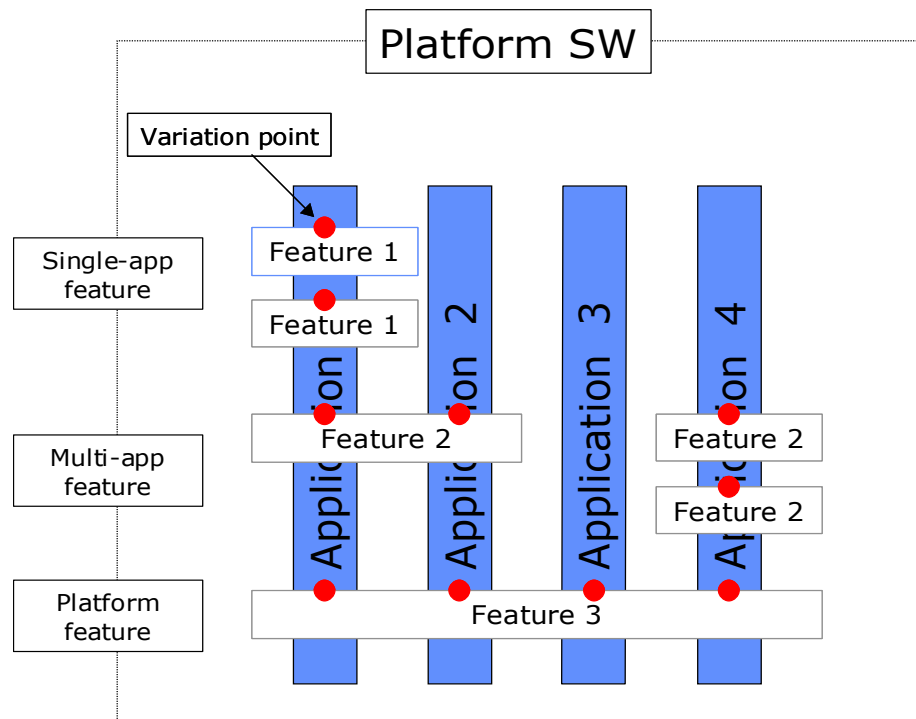 Platform SW
Variation point
Single-app
feature
Feature 1
Feature 1
Multi-app
feature
Feature 2
Feature 2
Feature 2
Platform
feature
Feature 3
Application
Application 2
Application 3
Application 4